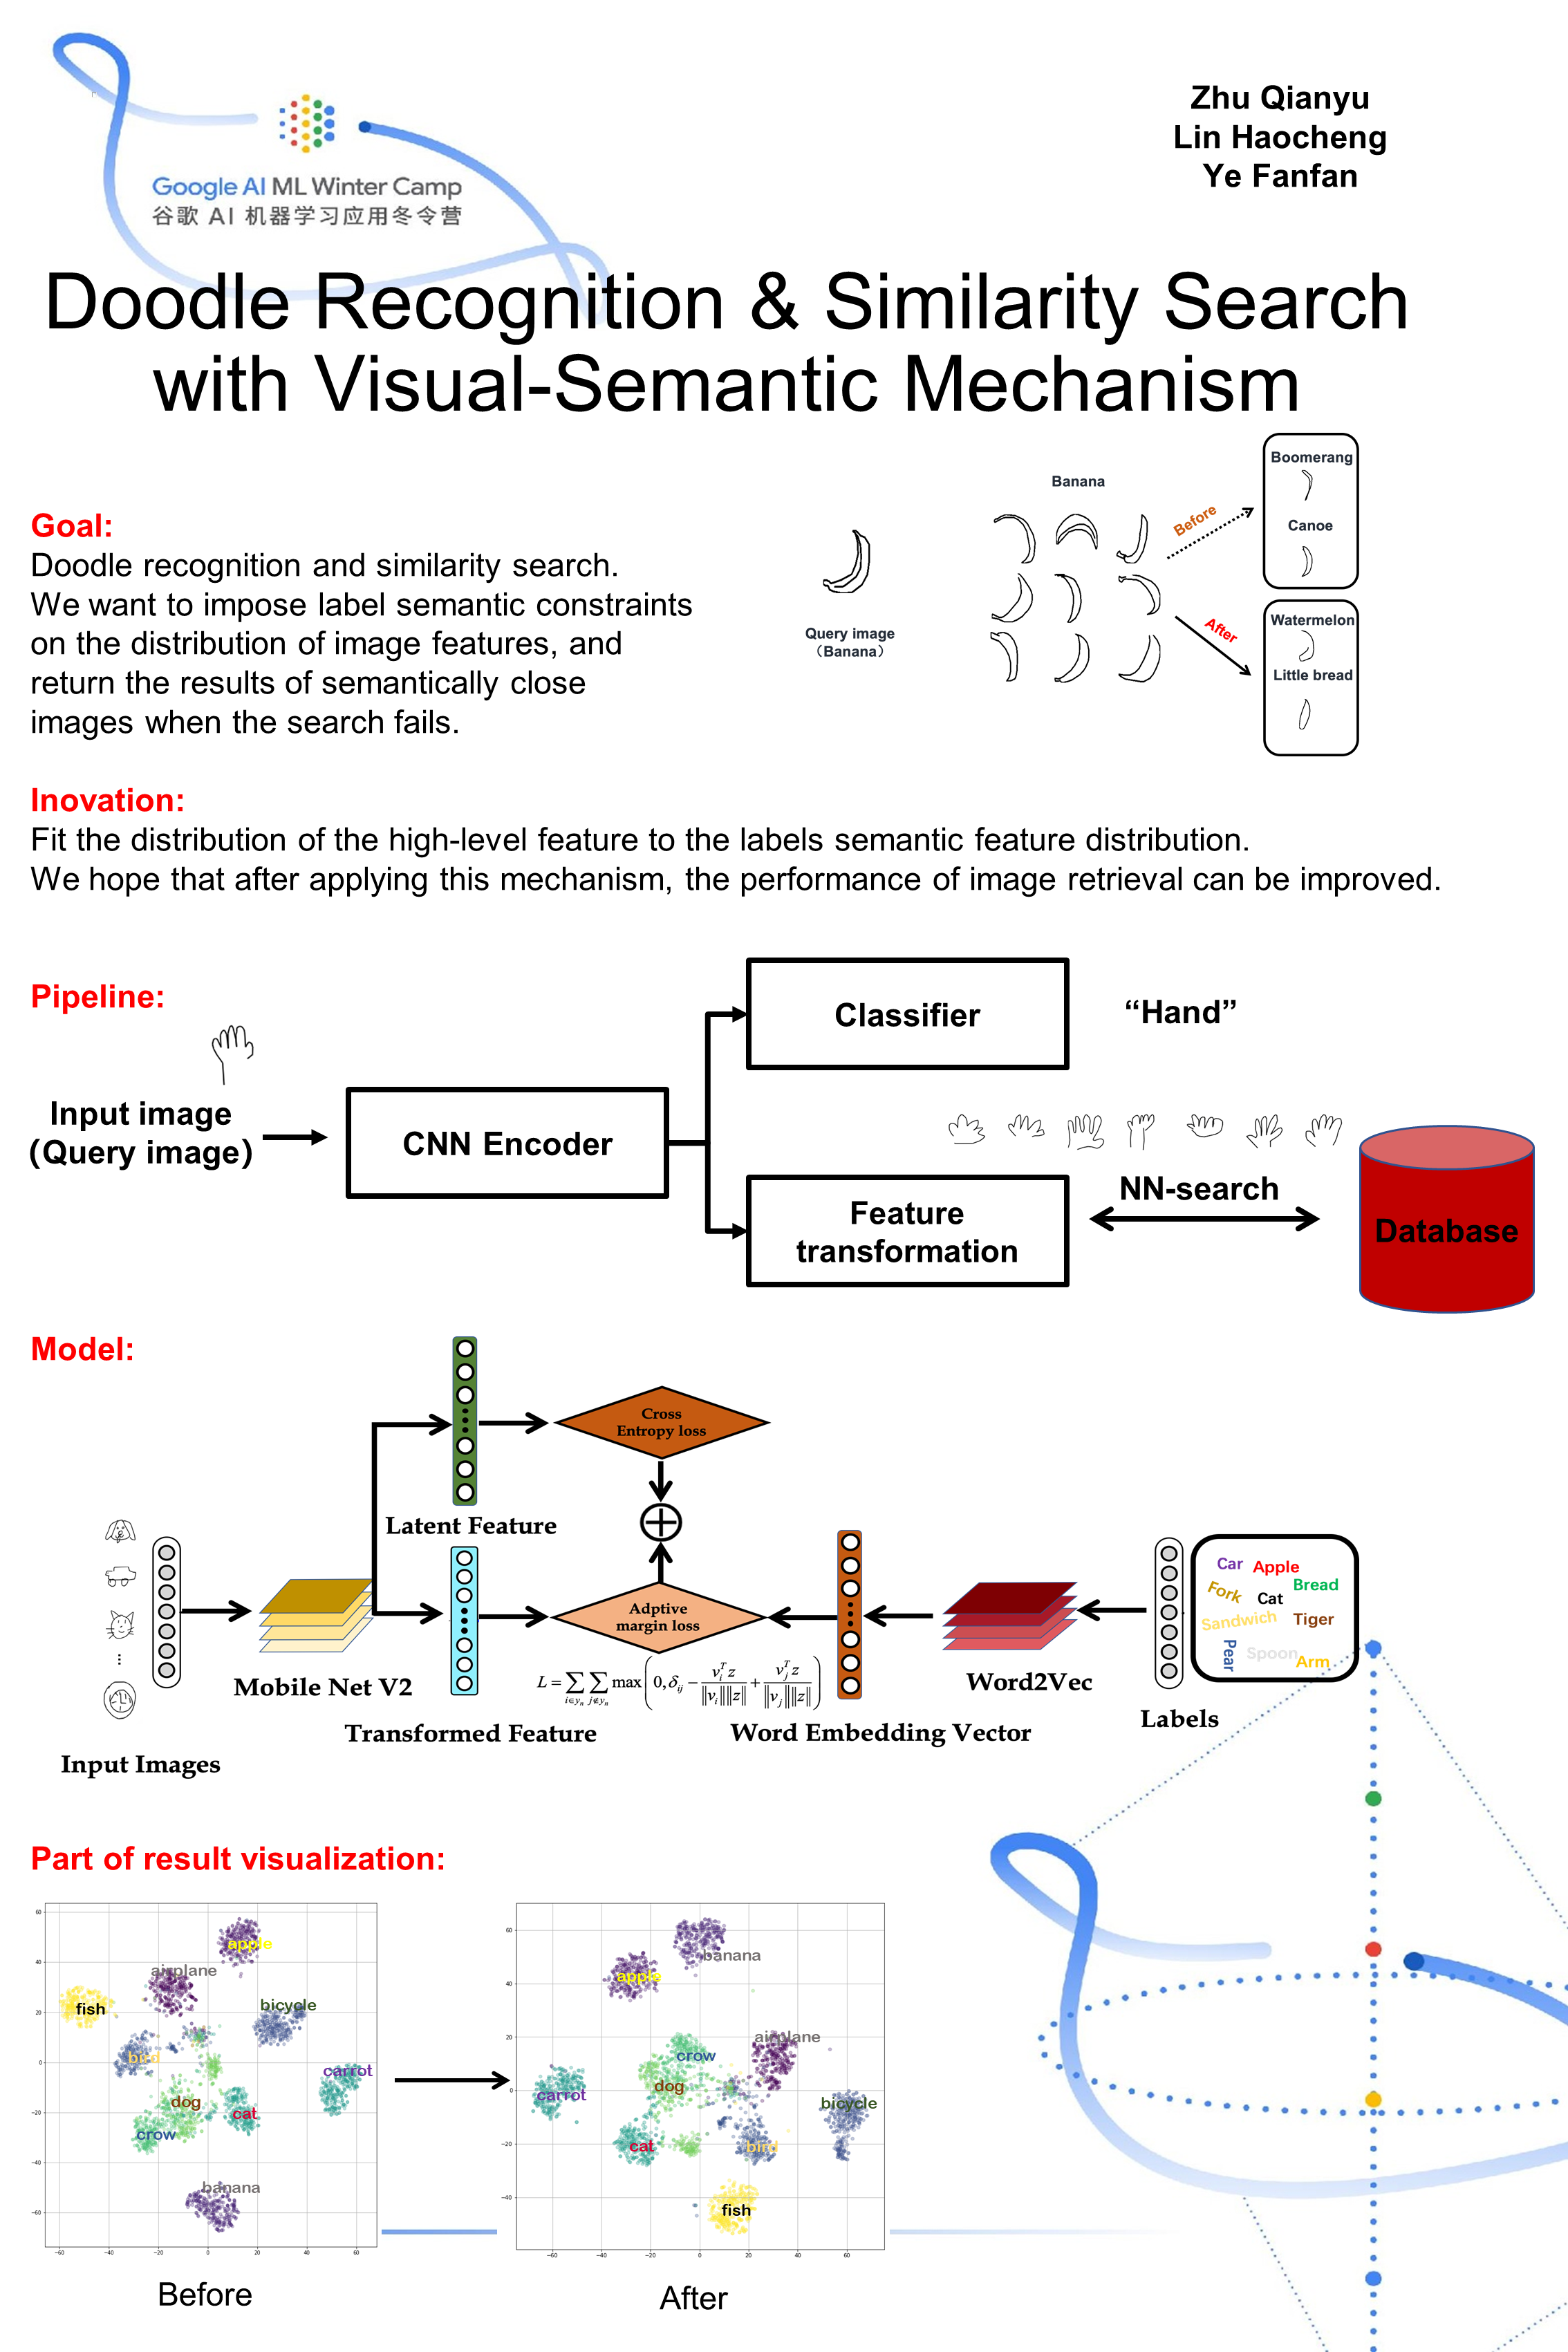 Google AI ML Winter Camp
谷歌 AI 机器学习应用冬令营
Zhu Qianyu
Lin Haocheng
Ye Fanfan
Doodle Recognition & Similarity Search
with Visual-Semantic Mechanism
Goal:
Doodle recognition and similarity search.
We want to impose label semantic constraints
on the distribution of image features, and
return the results of semantically close
images when the search fails.
Query image
（Banana）
Banana
Before
After
Boomerang
Canoe
Watermelon
Little bread
Inovation:
Fit the distribution of the high-level feature to the labels semantic feature distribution.
We hope that after applying this mechanism, the performance of image retrieval can be improved.
Pipeline:
Input image
(Query image)
CNN Encoder
Classifier
“Hand”
Feature
transformation
NN-search
Database
Model:
Input Images
Mobile Net V2
Latent Feature
Transformed Feature
Cross
Entropy loss
Adptive
margin loss
L = ∑_{i∈y_n} ∑_{j∉y_n} max(0, δ_{ij} − v_i^T z / ‖v_i‖‖z‖ + v_j^T z / ‖v_j‖‖z‖)
Word Embedding Vector
Word2Vec
Labels
Car
Apple
Fork
Cat
Bread
Sandwich
Tiger
Pear
Spoon
Arm
Part of result visualization:
60
40
20
0
−20
−40
−60
−60 −40 −20 0 20 40 60
apple
airplane
fish
bicycle
bird
carrot
dog
cat
crow
banana
Before
60
40
20
0
−20
−40
−60 −40 −20 0 20 40 60
banana
apple
airplane
crow
dog
carrot
bicycle
cat
bird
fish
After